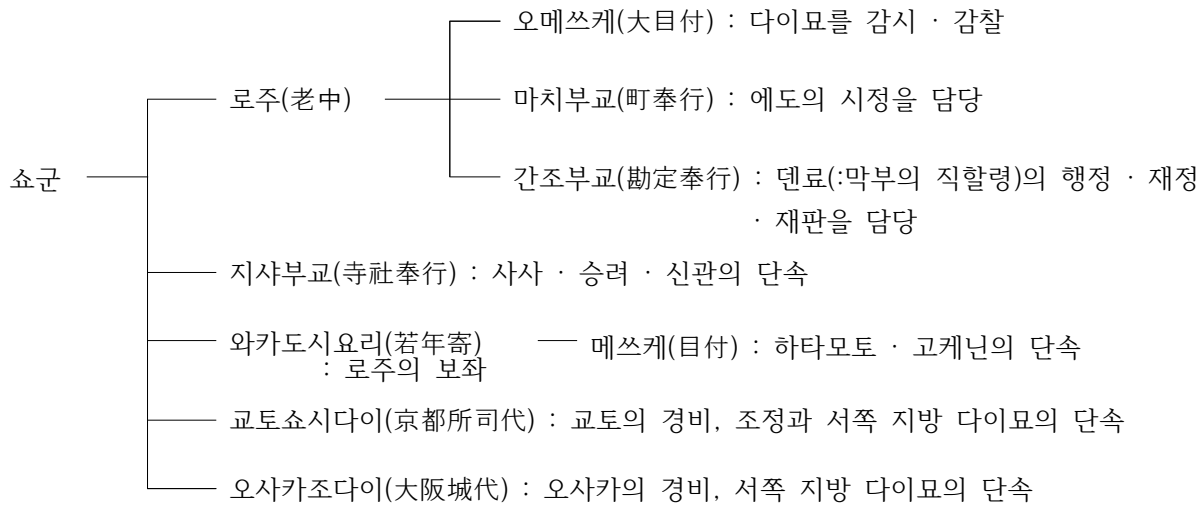 오메쓰케(大目付) : 다이묘를 감시 · 감찰
로주(老中)
마치부교(町奉行) : 에도의 시정을 담당
쇼군
간조부교(勘定奉行) : 덴료(:막부의 직할령)의 행정 · 재정
· 재판을 담당
지샤부교(寺社奉行) : 사사 · 승려 · 신관의 단속
와카도시요리(若年寄)
: 로주의 보좌
메쓰케(目付) : 하타모토 · 고케닌의 단속
교토쇼시다이(京都所司代) : 교토의 경비, 조정과 서쪽 지방 다이묘의 단속
오사카조다이(大阪城代) : 오사카의 경비, 서쪽 지방 다이묘의 단속